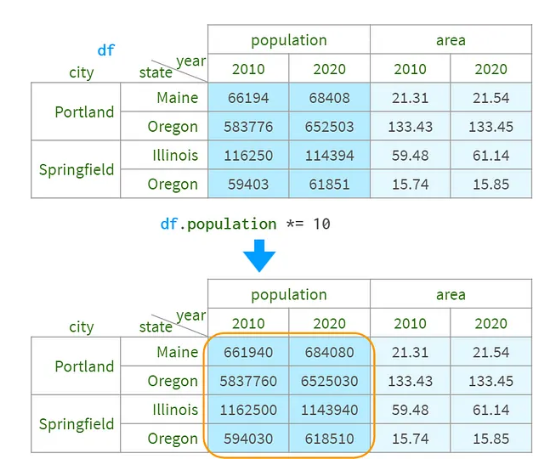 df
population area
year
city state 2010 2020 2010 2020
Portland Maine 66194 68408 21.31 21.54
Oregon 583776 652503 133.43 133.45
Springfield Illinois 116250 114394 59.48 61.14
Oregon 59403 61851 15.74 15.85
df.population *= 10
population area
year
city state 2010 2020 2010 2020
Portland Maine 661940 684080 21.31 21.54
Oregon 5837760 6525030 133.43 133.45
Springfield Illinois 1162500 1143940 59.48 61.14
Oregon 594030 618510 15.74 15.85